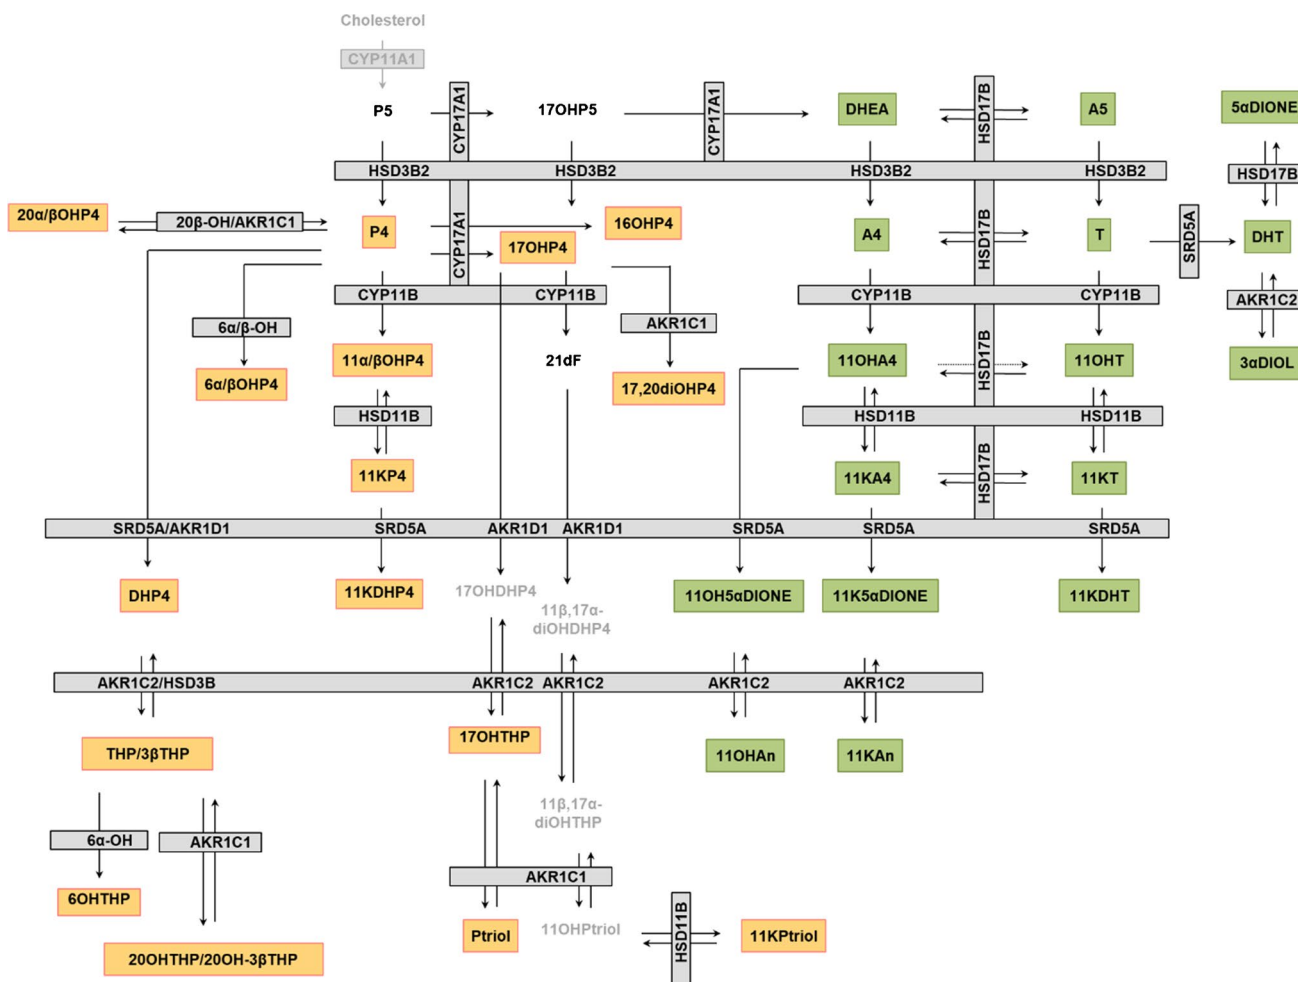 Cholesterol
CYP11A1
P5
CYP17A1
17OHP5
CYP17A1
DHEA
HSD17B
A5
5αDIONE
HSD3B2
HSD3B2
HSD3B2
HSD3B2
HSD17B
20α/βOHP4
20β-OH/AKR1C1
P4
CYP17A1
16OHP4
17OHP4
A4
HSD17B
T
SRD5A
DHT
CYP11B
CYP11B
CYP11B
CYP11B
AKR1C2
6α/β-OH
AKR1C1
11α/βOHP4
21dF
11OHA4
HSD17B
11OHT
3αDIOL
6α/βOHP4
17,20diOHP4
HSD11B
HSD11B
HSD11B
11KP4
11KA4
HSD17B
11KT
SRD5A/AKR1D1
SRD5A
AKR1D1
AKR1D1
SRD5A
SRD5A
SRD5A
DHP4
11KDHP4
17OHDHP4
11β,17α-
diOHDHP4
11OH5αDIONE
11K5αDIONE
11KDHT
AKR1C2/HSD3B
AKR1C2
AKR1C2
AKR1C2
AKR1C2
THP/3βTHP
17OHTHP
11OHAn
11KAn
11β,17α-
diOHTHP
6α-OH
AKR1C1
AKR1C1
6OHTHP
Ptriol
11OHPtriol
HSD11B
11KPtriol
20OHTHP/20OH-3βTHP